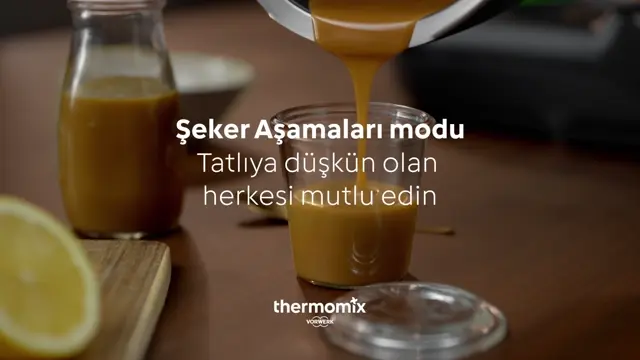 Şeker Aşamaları modu
Tatlıya düşkün olan
herkesi mutlu edin
thermomix
VORWERK